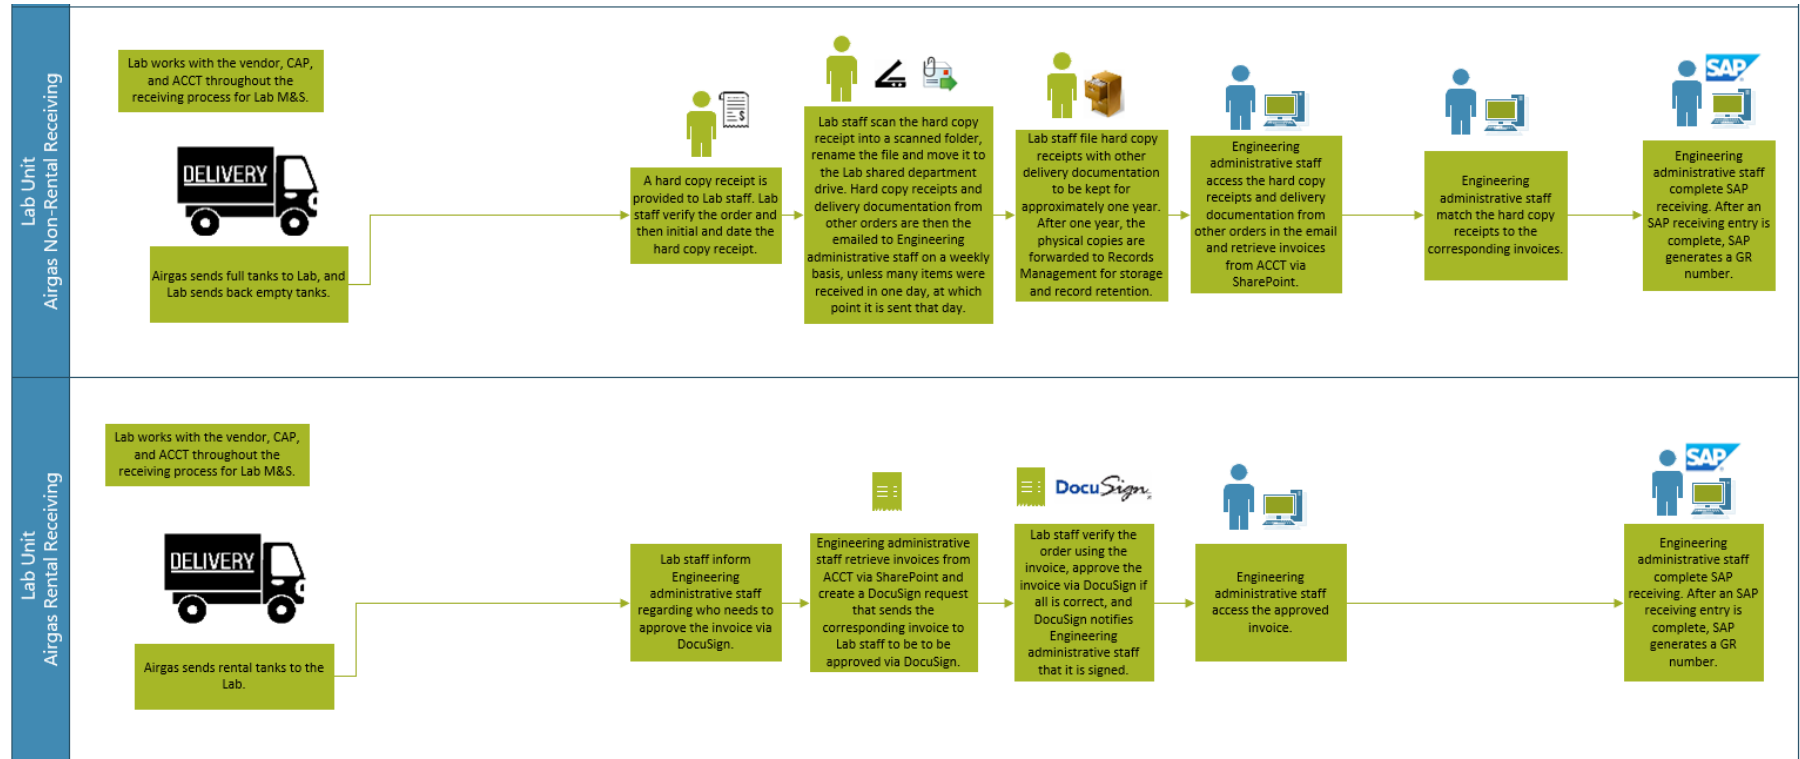 Lab Unit
Airgas Non-Rental Receiving
Lab works with the vendor, CAP,
and ACCT throughout the
receiving process for Lab M&S.
DELIVERY
Airgas sends full tanks to Lab, and
Lab sends back empty tanks.
$
A hard copy receipt is
provided to Lab staff. Lab
staff verify the order and
then initial and date the
hard copy receipt.
Lab staff scan the hard copy
receipt into a scanned folder,
rename the file and move it to
the Lab shared department
drive. Hard copy receipts and
delivery documentation from
other orders are then the
emailed to Engineering
administrative staff on a weekly
basis, unless many items were
received in one day, at which
point it is sent that day.
Lab staff file hard copy
receipts with other
delivery documentation
to be kept for
approximately one year.
After one year, the
physical copies are
forwarded to Records
Management for storage
and record retention.
Engineering
administrative staff
access the hard copy
receipts and delivery
documentation from
other orders in the email
and retrieve invoices
from ACCT via
SharePoint.
Engineering
administrative staff
match the hard copy
receipts to the
corresponding invoices.
SAP
Engineering
administrative staff
complete SAP
receiving. After an
SAP receiving entry is
complete, SAP
generates a GR
number.
Lab Unit
Airgas Rental Receiving
Lab works with the vendor, CAP,
and ACCT throughout the
receiving process for Lab M&S.
DELIVERY
Airgas sends rental tanks to the
Lab.
Lab staff inform
Engineering
administrative staff
regarding who needs to
approve the invoice via
DocuSign.
Engineering administrative
staff retrieve invoices from
ACCT via SharePoint and
create a DocuSign request
that sends the
corresponding invoice to
Lab staff to be to be
approved via DocuSign.
DocuSign
Lab staff verify the
order using the
invoice, approve the
invoice via DocuSign if
all is correct, and
DocuSign notifies
Engineering
administrative staff
that it is signed.
Engineering
administrative staff
access the approved
invoice.
SAP
Engineering
administrative staff
complete SAP
receiving. After an SAP
receiving entry is
complete, SAP
generates a GR
number.